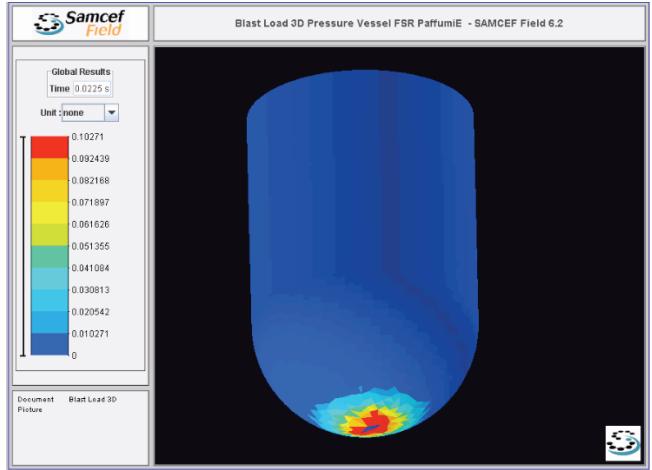 Samcef
Field
Blast Load 3D Pressure Vessel FSR PaffumiE - SAMCEF Field 6.2
Global Results
Time 0.0225 s
Unit : none
0.10271
0.092439
0.082168
0.071897
0.061626
0.051355
0.041084
0.030813
0.020542
0.010271
0
Document Blast Load 3D
Picture
Samcef
Field